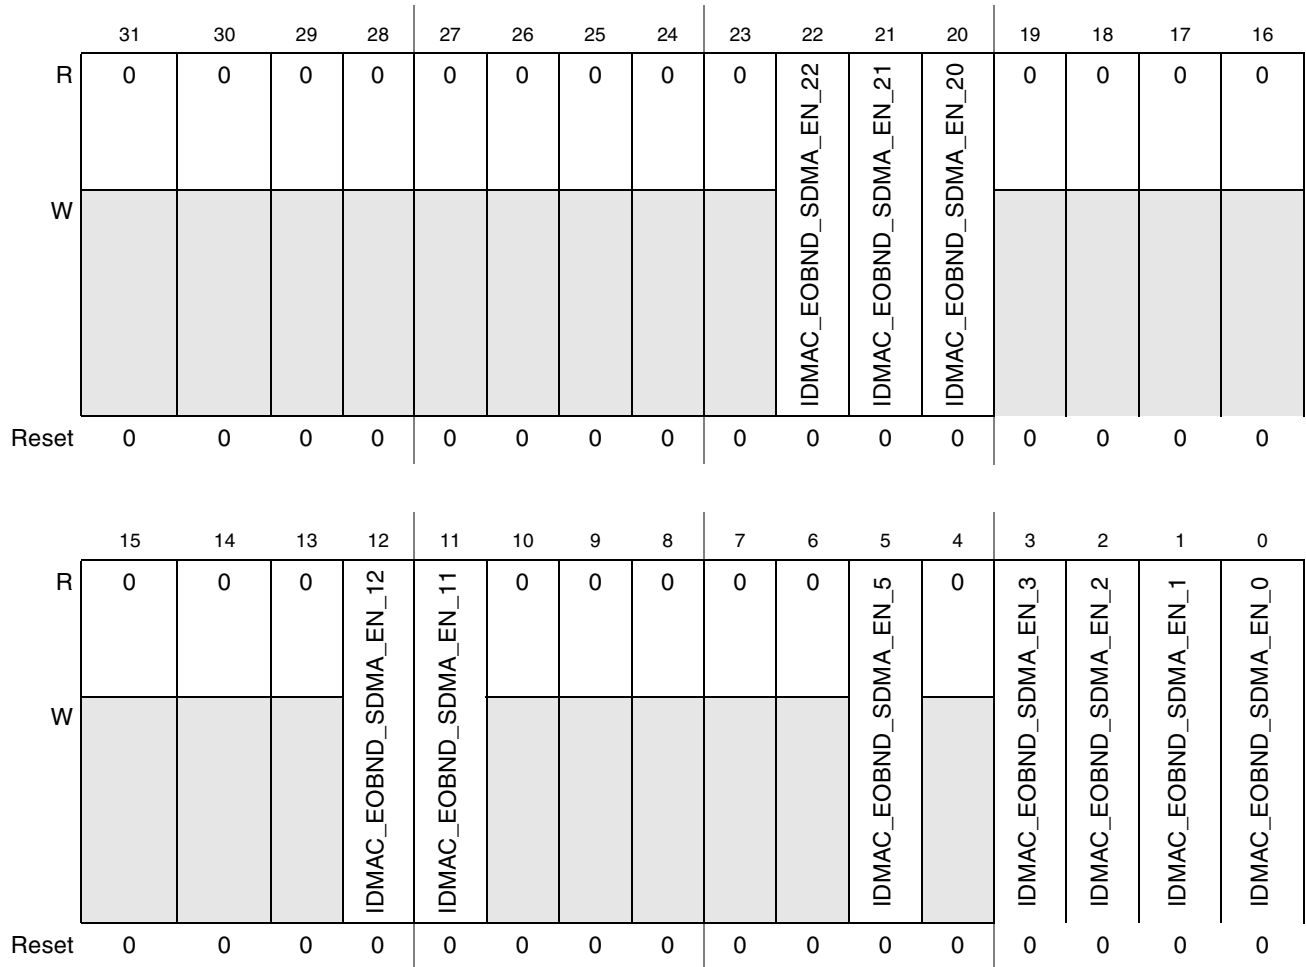 31 30 29 28 27 26 25 24 23 22 21 20 19 18 17 16
R 0 0 0 0 0 0 0 0 0 IDMAC_EOBND_SDMA_EN_22 IDMAC_EOBND_SDMA_EN_21 IDMAC_EOBND_SDMA_EN_20 0 0 0 0
W
Reset 0 0 0 0 0 0 0 0 0 0 0 0 0 0 0 0
15 14 13 12 11 10 9 8 7 6 5 4 3 2 1 0
R 0 0 0 IDMAC_EOBND_SDMA_EN_12 IDMAC_EOBND_SDMA_EN_11 0 0 0 0 0 IDMAC_EOBND_SDMA_EN_5 0 IDMAC_EOBND_SDMA_EN_3 IDMAC_EOBND_SDMA_EN_2 IDMAC_EOBND_SDMA_EN_1 IDMAC_EOBND_SDMA_EN_0
W
Reset 0 0 0 0 0 0 0 0 0 0 0 0 0 0 0 0